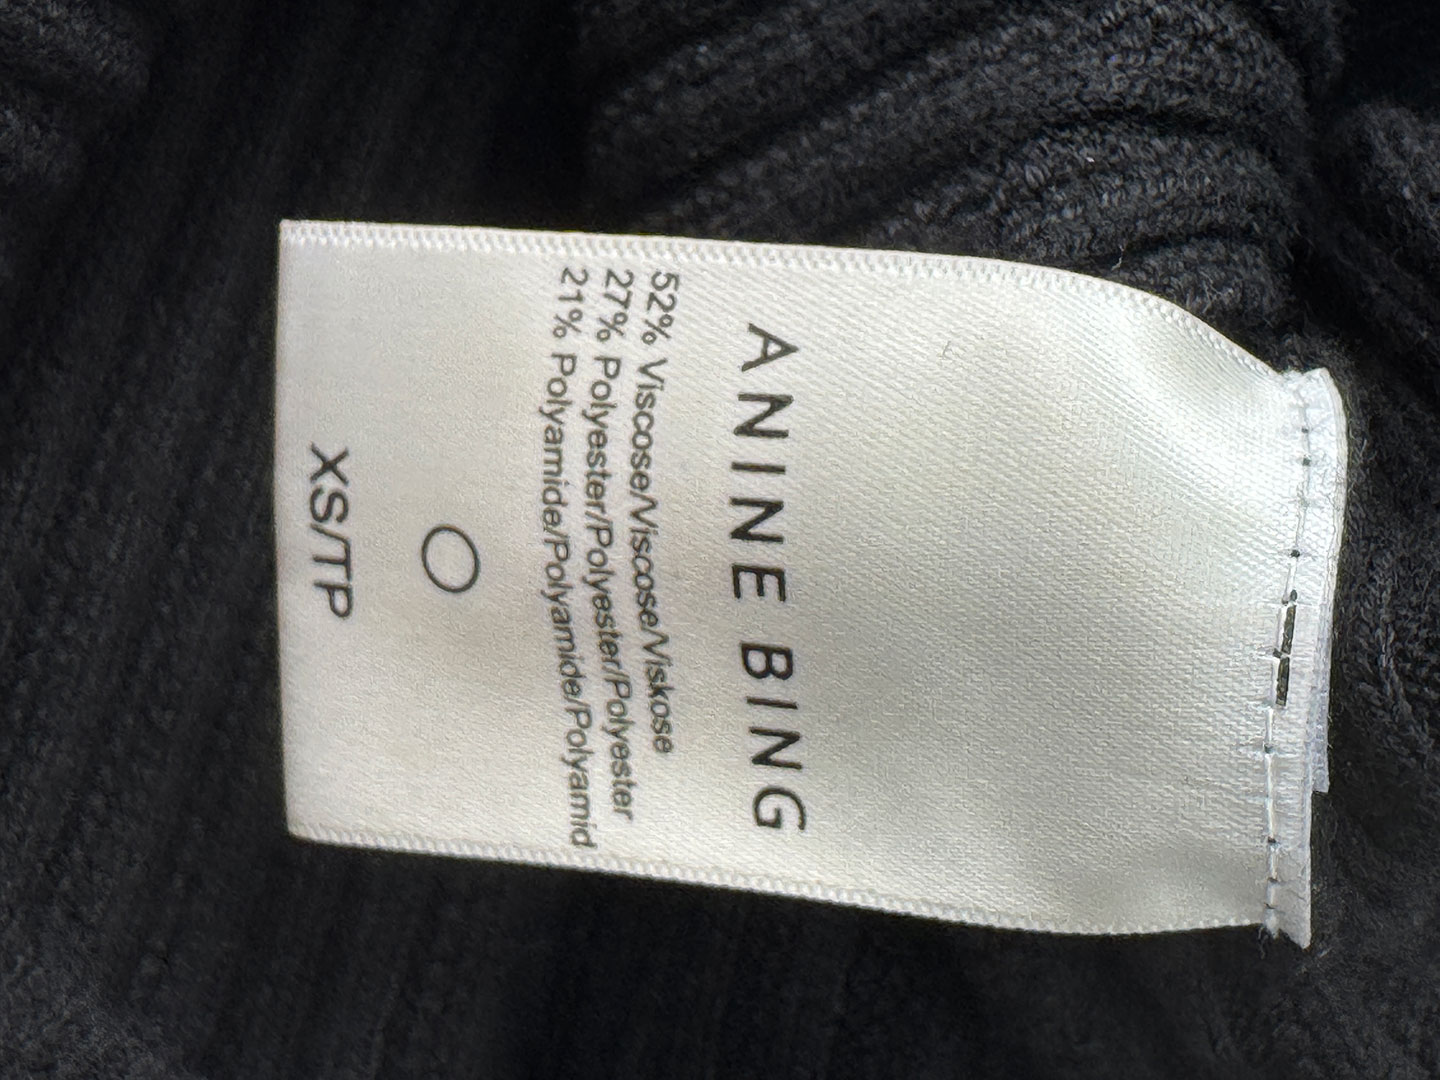 ANINE BING
52% Viscose/Viscose/Viskose
27% Polyester/Polyester/Polyester
21% Polyamide/Polyamide/Polyamid
XS/TP